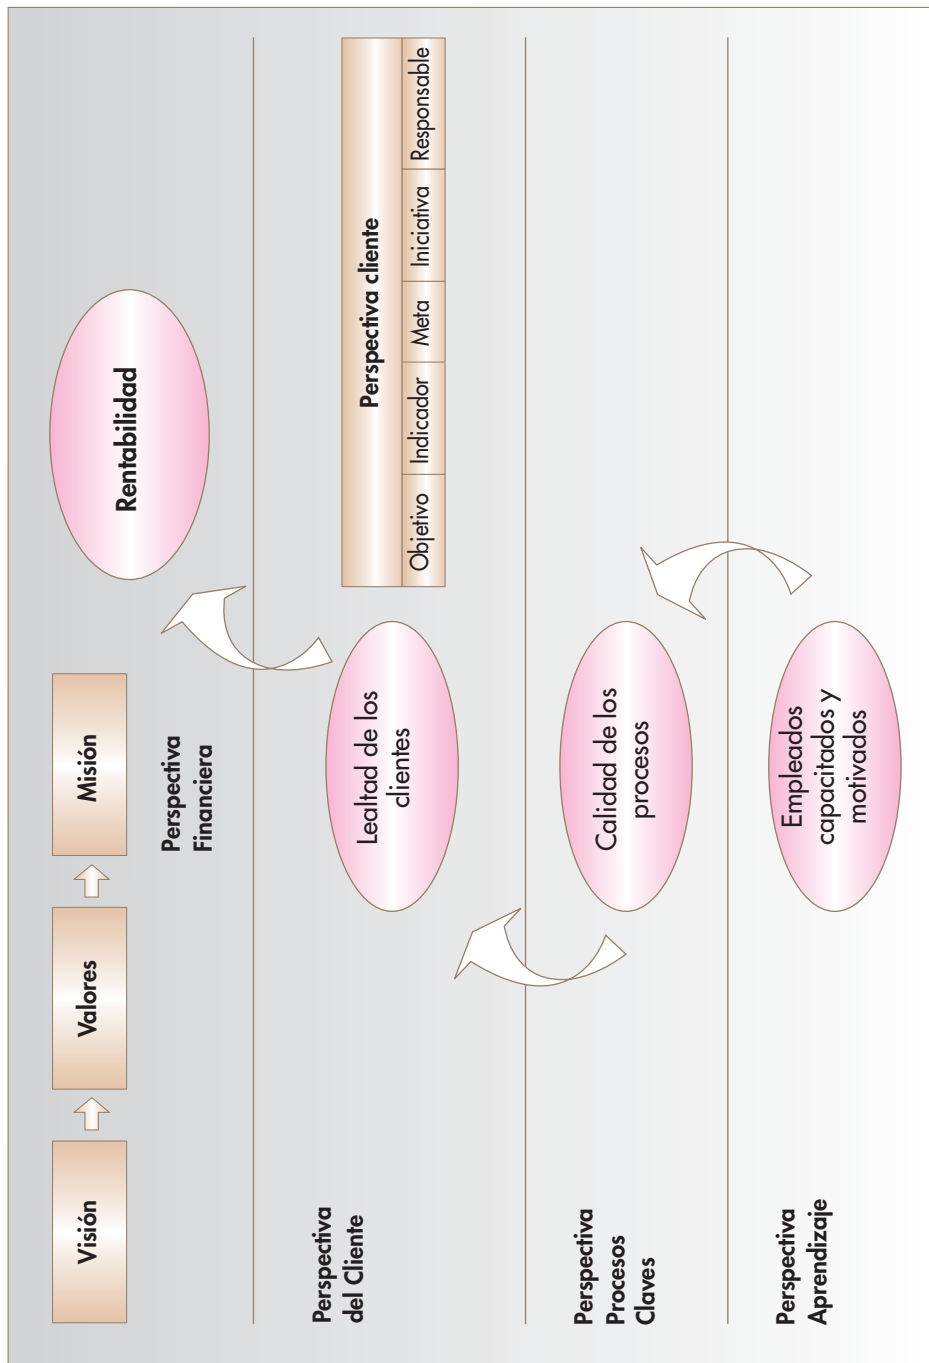 Visión
Valores
Misión
Perspectiva
Financiera
Rentabilidad
Perspectiva
del Cliente
Lealtad de los
clientes
Perspectiva cliente
Objetivo
Indicador
Meta
Iniciativa
Responsable
Perspectiva
Procesos
Claves
Calidad de los
procesos
Perspectiva
Aprendizaje
Empleados
capacitados y
motivados